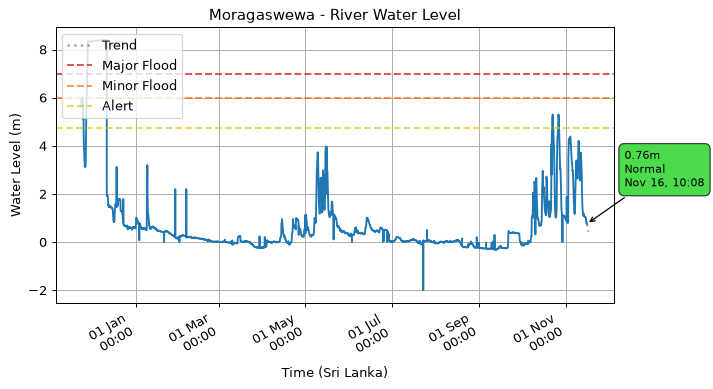 Moragaswewa - River Water Level
Trend
Major Flood
Minor Flood
Alert
Water Level (m)
8
6
4
2
0
−2
0.76m
Normal
Nov 16, 10:08
01 Jan
00:00
01 Mar
00:00
01 May
00:00
01 Jul
00:00
01 Sep
00:00
01 Nov
00:00
Time (Sri Lanka)